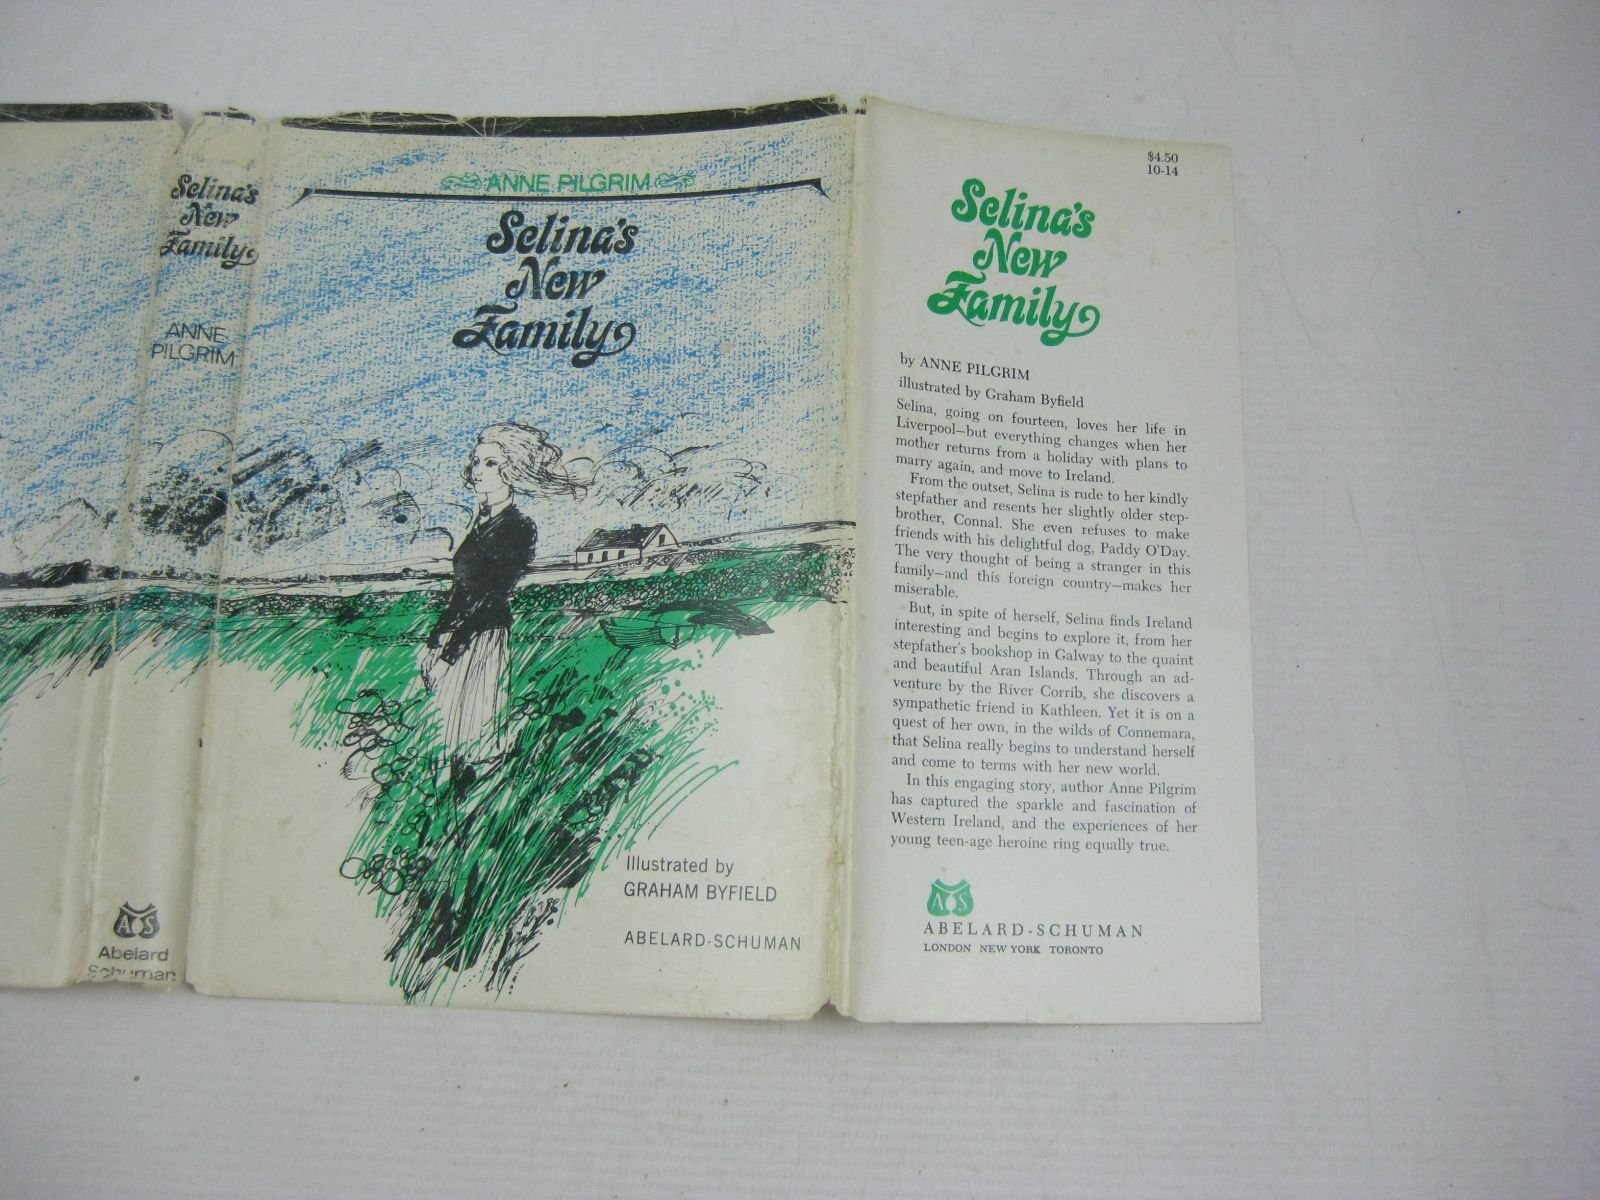 Selina's
New
Family
ANNE
PILGRIM
AS
Abelard
Schuman
ANNE PILGRIM
Selina's
New
Family
Illustrated by
GRAHAM BYFIELD
ABELARD-SCHUMAN
$4.50
10-14
Selina's
New
Family
by ANNE PILGRIM
illustrated by Graham Byfield
Selina, going on fourteen, loves her life in
Liverpool—but everything changes when her
mother returns from a holiday with plans to
marry again, and move to Ireland.
From the outset, Selina is rude to her kindly
stepfather and resents her slightly older step-
brother, Connal. She even refuses to make
friends with his delightful dog, Paddy O'Day.
The very thought of being a stranger in this
family—and this foreign country—makes her
miserable.
But, in spite of herself, Selina finds Ireland
interesting and begins to explore it, from her
stepfather's bookshop in Galway to the quaint
and beautiful Aran Islands. Through an ad-
venture by the River Corrib, she discovers a
sympathetic friend in Kathleen. Yet it is on a
quest of her own, in the wilds of Connemara,
that Selina really begins to understand herself
and come to terms with her new world.
In this engaging story, author Anne Pilgrim
has captured the sparkle and fascination of
Western Ireland, and the experiences of her
young teen-age heroine ring equally true.
AS
ABELARD-SCHUMAN
LONDON NEW YORK TORONTO